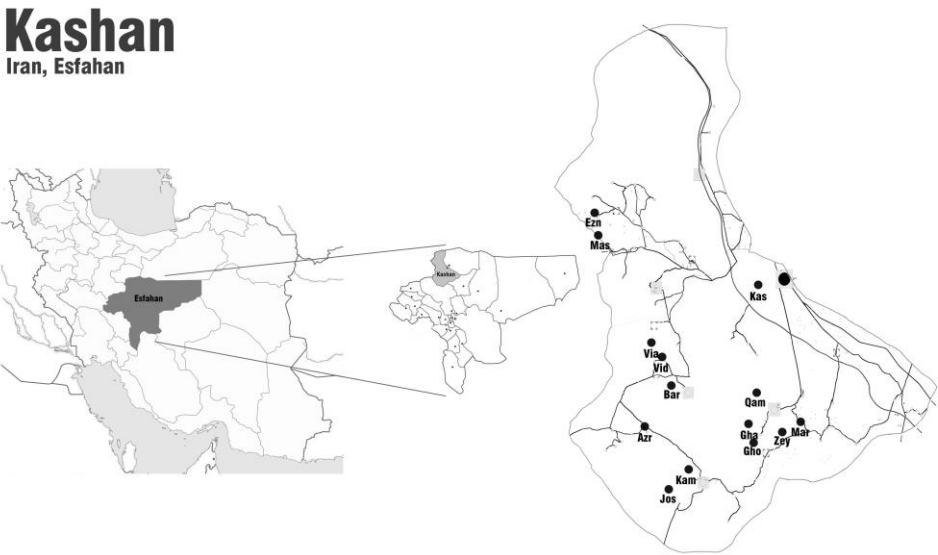 Kashan
Iran, Esfahan
Esfahan
Kashan
Ezn
Mas
Kas
Via
Vid
Bar
Qam
Azr
Gha
Mar
Zey
Gho
Kam
Jos